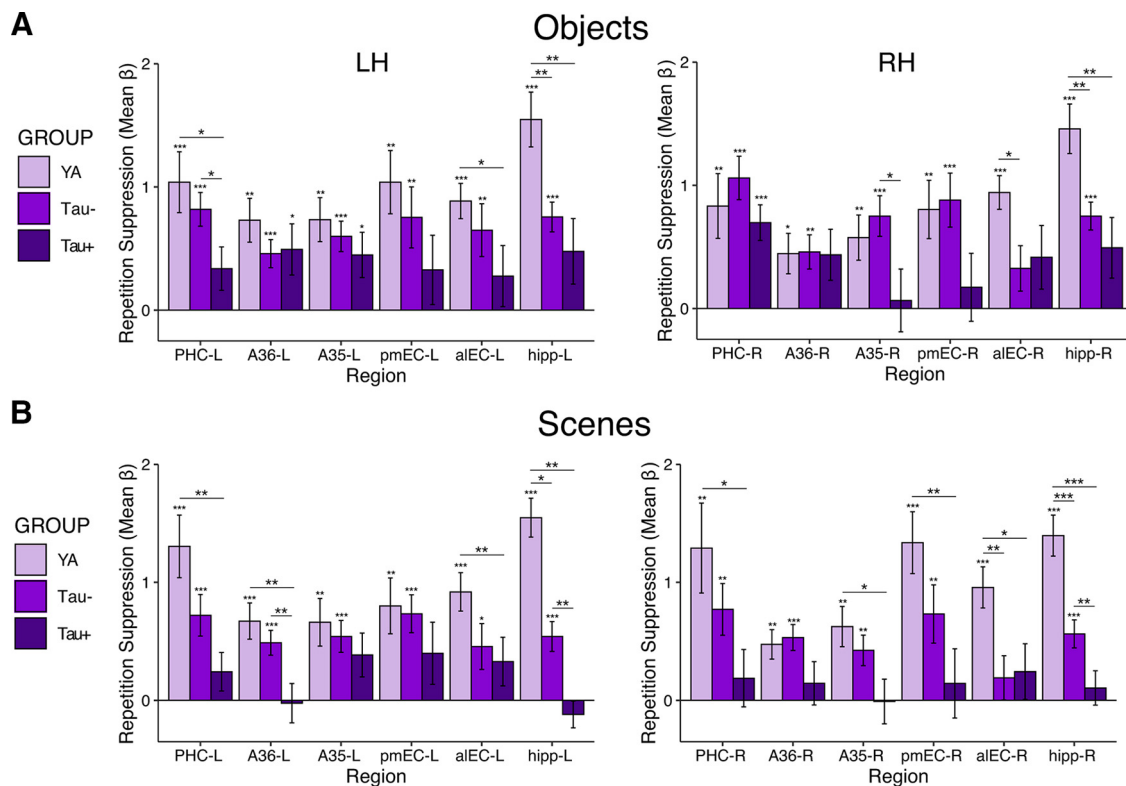 A
Objects
LH
RH
GROUP
YA
Tau-
Tau+
Repetition Suppression (Mean β)
2
1
0
*** *** * * ** *** * ** *** * ** ** *** ** * *** *** ** **
PHC-L A36-L A35-L pmEC-L alEC-L hipp-L
Region
Repetition Suppression (Mean β)
2
1
0
** *** *** * ** ** *** * ** *** *** * *** *** ** **
PHC-R A36-R A35-R pmEC-R alEC-R hipp-R
Region
B
Scenes
GROUP
YA
Tau-
Tau+
Repetition Suppression (Mean β)
2
1
0
*** *** ** *** *** ** ** ** *** ** *** *** * ** *** *** * ** **
PHC-L A36-L A35-L pmEC-L alEC-L hipp-L
Region
Repetition Suppression (Mean β)
2
1
0
** ** * ** *** ** ** * *** ** ** *** ** * *** *** *** *** **
PHC-R A36-R A35-R pmEC-R alEC-R hipp-R
Region